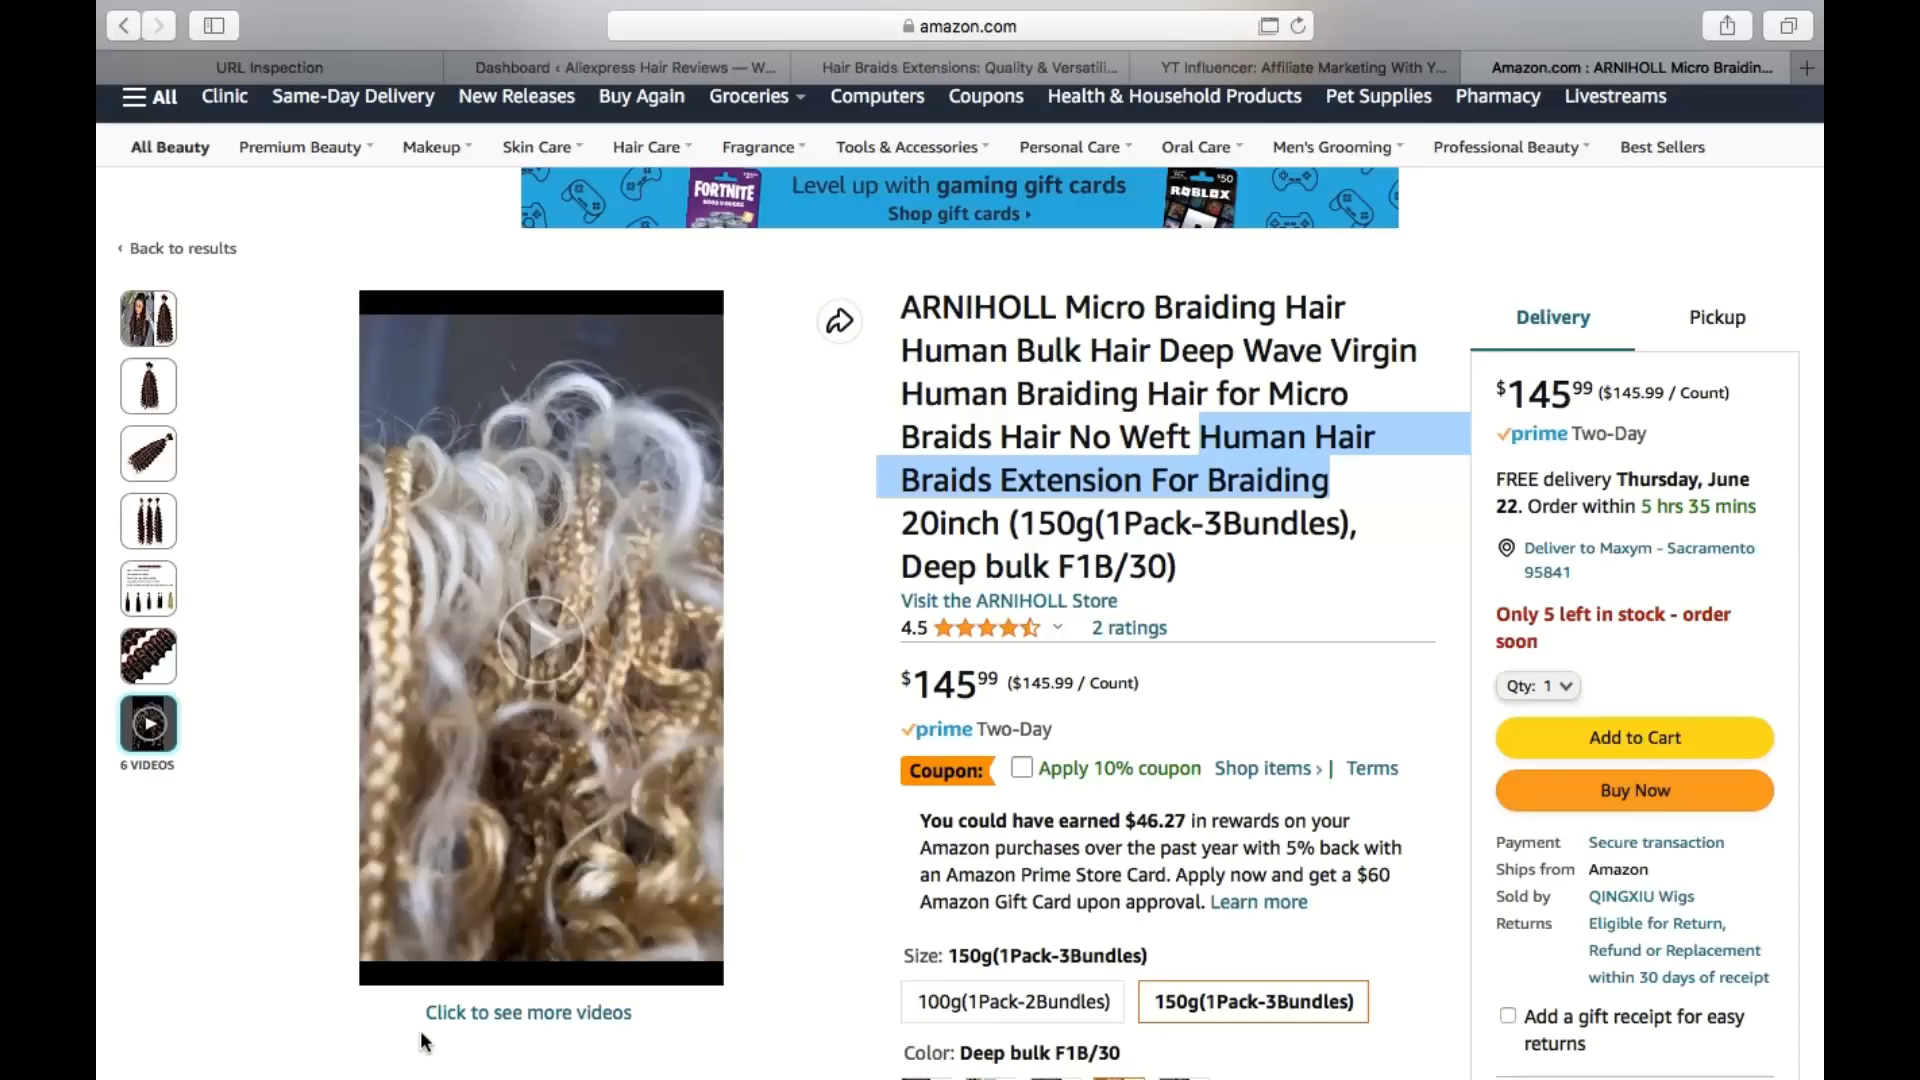 amazon.com
URL Inspection
Dashboard ‹ Aliexpress Hair Reviews — W...
Hair Braids Extensions: Quality & Versatili...
YT Influencer: Affiliate Marketing With Y...
Amazon.com : ARNIHOLL Micro Braidin...
All Clinic Same-Day Delivery New Releases Buy Again Groceries Computers Coupons Health & Household Products Pet Supplies Pharmacy Livestreams
All Beauty Premium Beauty Makeup Skin Care Hair Care Fragrance Tools & Accessories Personal Care Oral Care Men's Grooming Professional Beauty Best Sellers
FORTNITE
Level up with gaming gift cards
Shop gift cards ›
$50
ROBLOX
‹ Back to results
6 VIDEOS
Click to see more videos
ARNIHOLL Micro Braiding Hair
Human Bulk Hair Deep Wave Virgin
Human Braiding Hair for Micro
Braids Hair No Weft Human Hair
Braids Extension For Braiding
20inch (150g(1Pack-3Bundles),
Deep bulk F1B/30)
Visit the ARNIHOLL Store
4.5 2 ratings
$14599 ($145.99 / Count)
prime Two-Day
Coupon: Apply 10% coupon Shop items › | Terms
You could have earned $46.27 in rewards on your
Amazon purchases over the past year with 5% back with
an Amazon Prime Store Card. Apply now and get a $60
Amazon Gift Card upon approval. Learn more
Size: 150g(1Pack-3Bundles)
100g(1Pack-2Bundles) 150g(1Pack-3Bundles)
Color: Deep bulk F1B/30
Delivery Pickup
$14599 ($145.99 / Count)
prime Two-Day
FREE delivery Thursday, June
22. Order within 5 hrs 35 mins
Deliver to Maxym - Sacramento
95841
Only 5 left in stock - order
soon
Qty: 1
Add to Cart
Buy Now
Payment Secure transaction
Ships from Amazon
Sold by QINGXIU Wigs
Returns Eligible for Return,
Refund or Replacement
within 30 days of receipt
Add a gift receipt for easy
returns